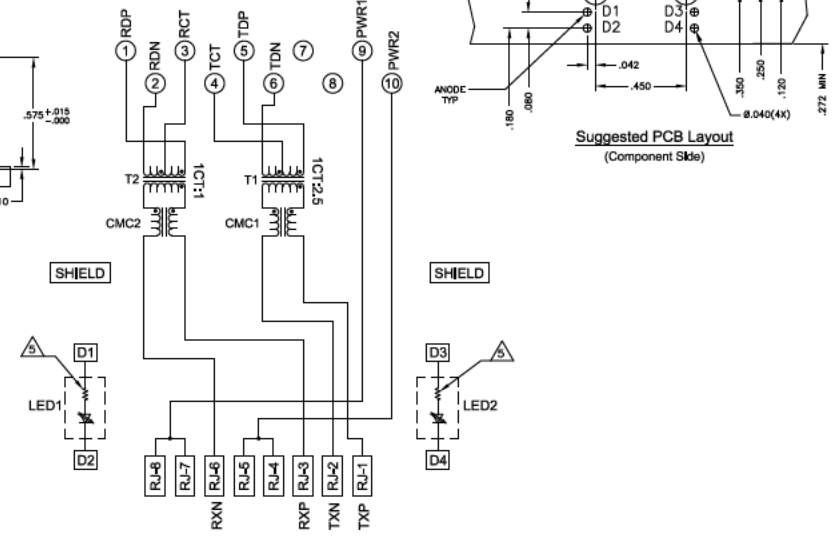 RDP
RDN
RCT
TCT
TDP
TDN
PWR1
PWR2
1
2
3
4
5
6
7
8
9
10
D1
D2
D3
D4
.042
.450
ANODE
TYP
.180
.080
.350
.250
.120
.272 MIN
Ø.040(4X)
Suggested PCB Layout
(Component Side)
.575 +.015
-.000
T2
1CT:1
T1
1CT:2.5
CMC2
CMC1
SHIELD
SHIELD
5
D1
LED1
D2
5
D3
LED2
D4
RJ-8
RJ-7
RJ-6
RJ-5
RJ-4
RJ-3
RJ-2
RJ-1
RXN
RXP
TXN
TXP